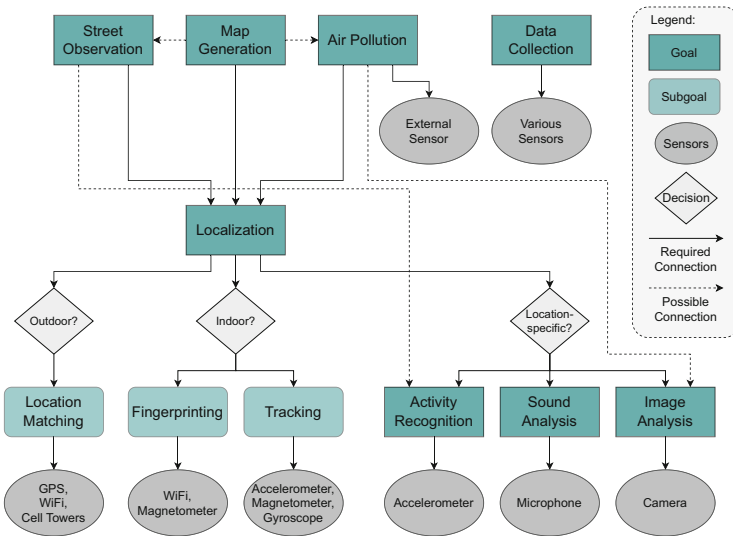 Street
Observation
Map
Generation
Air Pollution
Data
Collection
External
Sensor
Various
Sensors
Localization
Outdoor?
Indoor?
Location-
specific?
Location
Matching
Fingerprinting
Tracking
Activity
Recognition
Sound
Analysis
Image
Analysis
GPS,
WiFi,
Cell Towers
WiFi,
Magnetometer
Accelerometer,
Magnetometer,
Gyroscope
Accelerometer
Microphone
Camera
Legend:
Goal
Subgoal
Sensors
Decision
Required
Connection
Possible
Connection